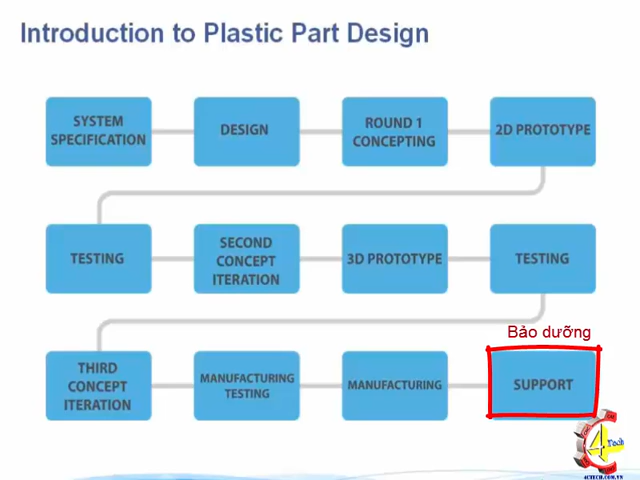 Introduction to Plastic Part Design
SYSTEM
SPECIFICATION
DESIGN
ROUND 1
CONCEPTING
2D PROTOTYPE
TESTING
SECOND
CONCEPT
ITERATION
3D PROTOTYPE
TESTING
THIRD
CONCEPT
ITERATION
MANUFACTURING
TESTING
MANUFACTURING
Bảo dưỡng
SUPPORT
4Tech
4CTECH.COM.VN